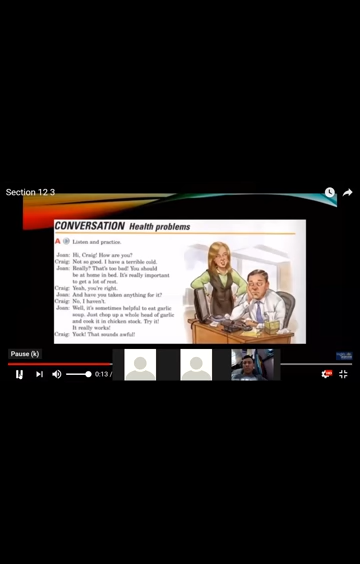 Section 12.3
CONVERSATION Health problems
A Listen and practice.
Joan: Hi, Craig! How are you?
Craig: Not so good. I have a terrible cold.
Joan: Really? That's too bad! You should
be at home in bed. It's really important
to get a lot of rest.
Craig: Yeah, you're right.
Joan: And have you taken anything for it?
Craig: No, I haven't.
Joan: Well, it's sometimes helpful to eat garlic
soup. Just chop up a whole head of garlic
and cook it in chicken stock. Try it!
It really works!
Craig: Yuck! That sounds awful!
Pause (k)
0:13 /